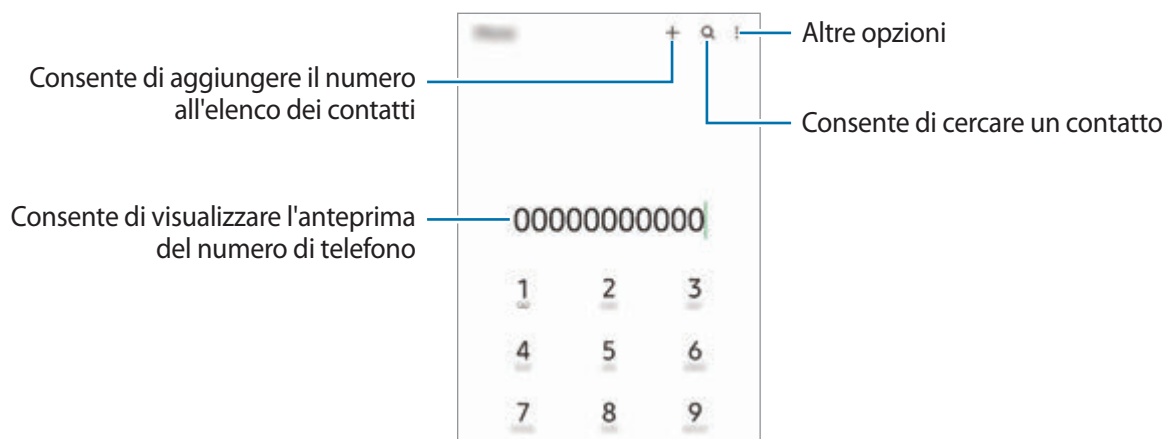 Altre opzioni
Consente di aggiungere il numero
all'elenco dei contatti
Consente di cercare un contatto
Consente di visualizzare l'anteprima
del numero di telefono
00000000000
1 2 3
4 5 6
7 8 9